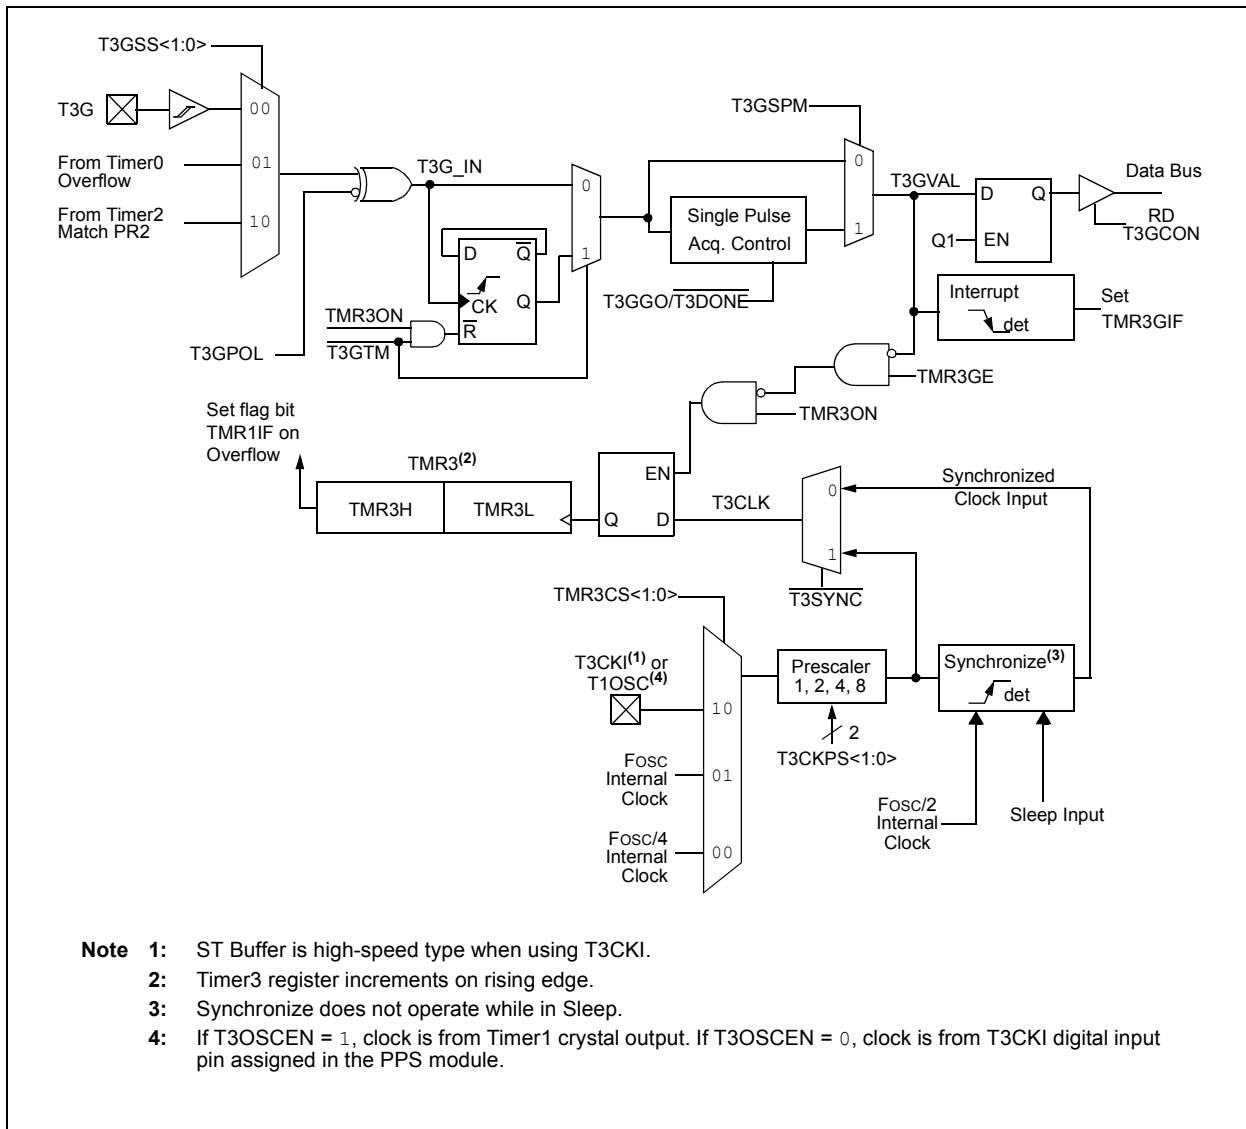 T3GSS<1:0>
T3G
00
From Timer0
Overflow
01
From Timer2
Match PR2
10
T3GPOL
T3G_IN
D
Q
CK
Q
R
TMR3ON
T3GTM
0
1
T3GSPM
Single Pulse
Acq. Control
T3GGO/T3DONE
0
1
T3GVAL
D
Q
Q1
EN
Data Bus
RD
T3GCON
Interrupt
det
Set
TMR3GIF
TMR3GE
TMR3ON
Set flag bit
TMR1IF on
Overflow
TMR3(2)
TMR3H
TMR3L
EN
Q
D
T3CLK
0
1
T3SYNC
Synchronized
Clock Input
TMR3CS<1:0>
T3CKI(1) or
T1OSC(4)
10
FOSC
Internal
Clock
01
FOSC/4
Internal
Clock
00
Prescaler
1, 2, 4, 8
2
T3CKPS<1:0>
Synchronize(3)
det
FOSC/2
Internal
Clock
Sleep Input
Note 1: ST Buffer is high-speed type when using T3CKI.
2: Timer3 register increments on rising edge.
3: Synchronize does not operate while in Sleep.
4: If T3OSCEN = 1, clock is from Timer1 crystal output. If T3OSCEN = 0, clock is from T3CKI digital input
pin assigned in the PPS module.